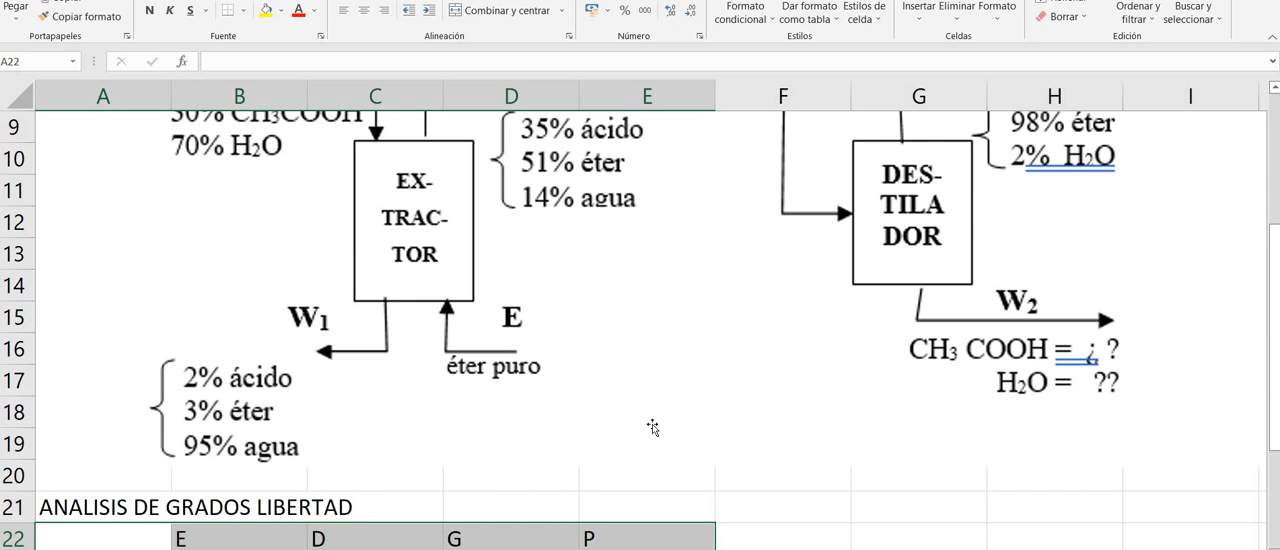 Pegar
Copiar formato
Portapapeles
N K S
A
Fuente
Combinar y centrar
Alineación
% 000
Número
Formato condicional
Dar formato como tabla
Estilos de celda
Estilos
Insertar Eliminar Formato
Celdas
Borrar
Ordenar y filtrar
Buscar y seleccionar
Edición
A22
fx
A B C D E F G H I
9
10
11
12
13
14
15
16
17
18
19
20
21
22
70% H₂O
35% ácido
51% éter
14% agua
98% éter
2% H₂O
EX-
TRAC-
TOR
DES-
TILA
DOR
W₁
E
éter puro
W₂
CH₃ COOH = ¿ ?
H₂O = ??
2% ácido
3% éter
95% agua
ANALISIS DE GRADOS LIBERTAD
E D G P